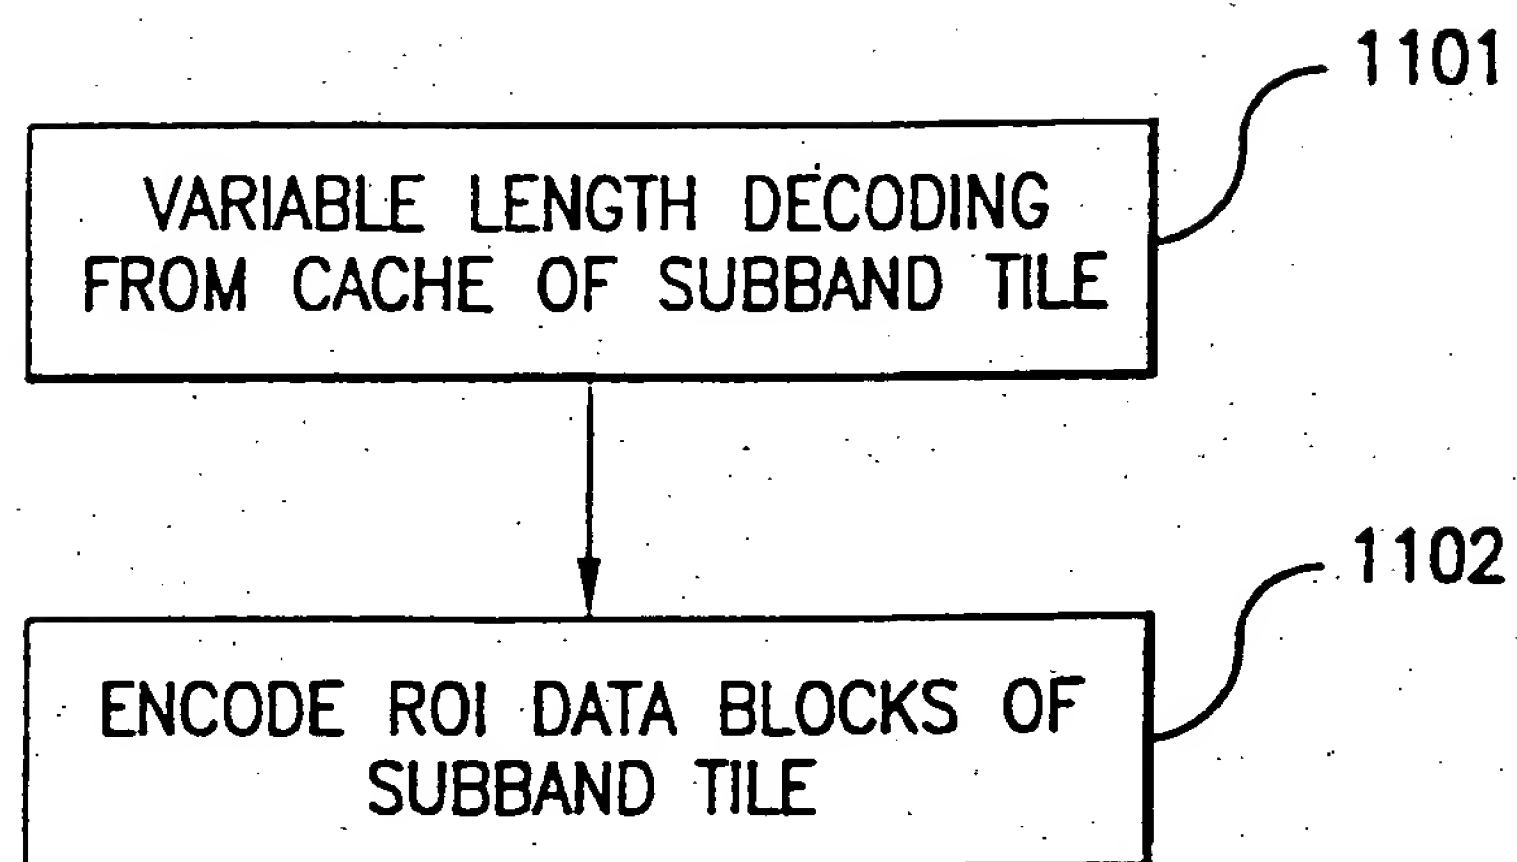 1101
VARIABLE LENGTH DECODING
FROM CACHE OF SUBBAND TILE
1102
ENCODE ROI DATA BLOCKS OF
SUBBAND TILE